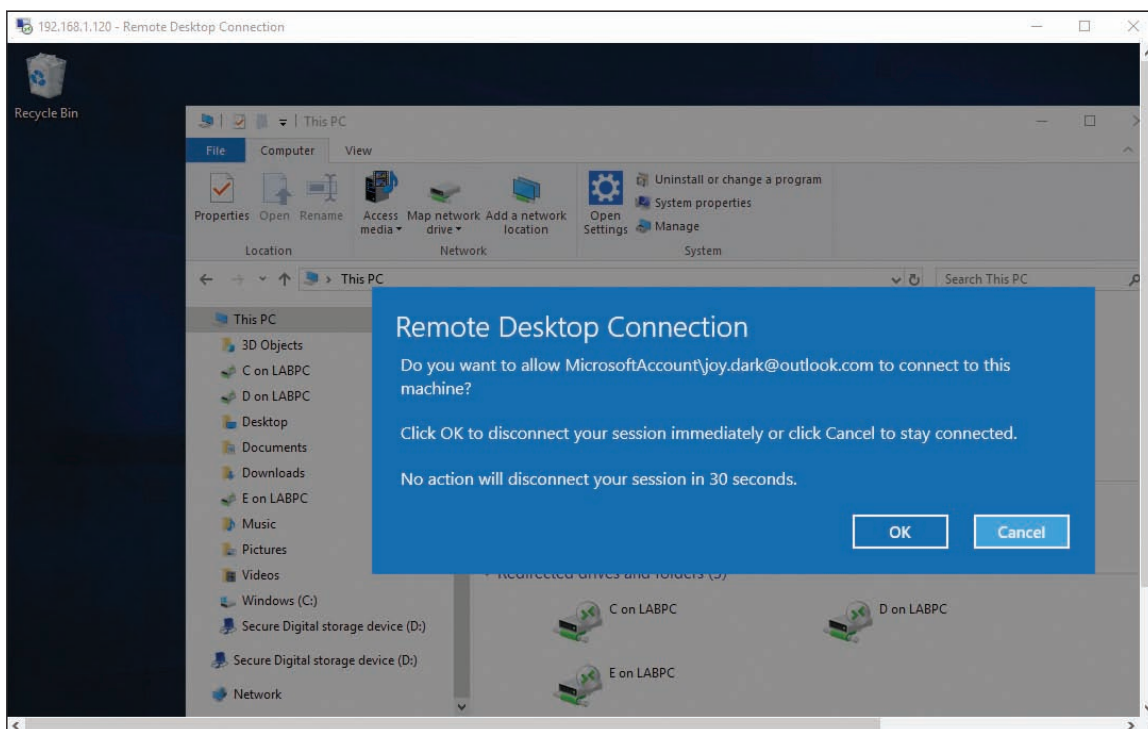 192.168.1.120 - Remote Desktop Connection
Recycle Bin
This PC
File Computer View
Properties Open Rename Access media Map network drive Add a network location Open Settings Uninstall or change a program
System properties
Manage
Location Network System
This PC Search This PC
This PC
3D Objects
C on LABPC
D on LABPC
Desktop
Documents
Downloads
E on LABPC
Music
Pictures
Videos
Windows (C:)
Secure Digital storage device (D:)
Secure Digital storage device (D:)
Network
Remote Desktop Connection
Do you want to allow MicrosoftAccount\joy.dark@outlook.com to connect to this
machine?
Click OK to disconnect your session immediately or click Cancel to stay connected.
No action will disconnect your session in 30 seconds.
OK Cancel
Redirected drives and folders (3)
C on LABPC D on LABPC
E on LABPC